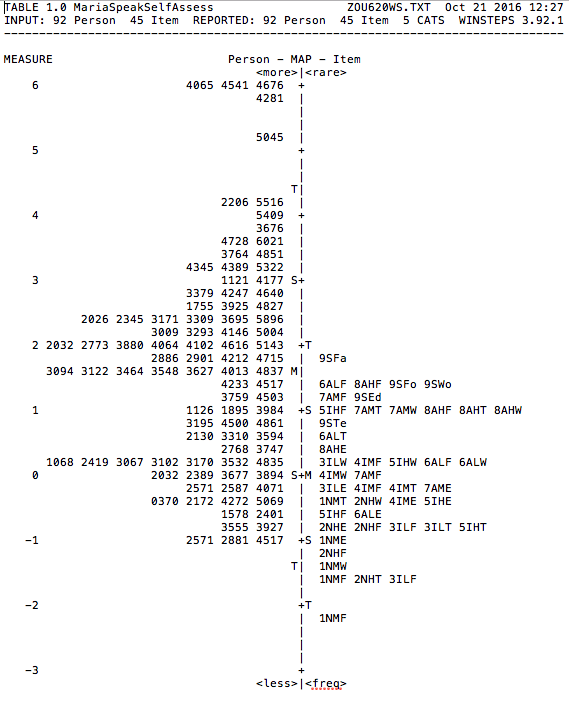 TABLE 1.0 MariaSpeakSelfAssess ZOU620WS.TXT Oct 21 2016 12:27
INPUT: 92 Person 45 Item REPORTED: 92 Person 45 Item 5 CATS WINSTEPS 3.92.1
--------------------------------------------------------------------------------
MEASURE Person - MAP - Item
<more>|<rare>
6 4065 4541 4676 +
4281 |
|
|
5045 |
5 +
|
|
T|
2206 5516 |
4 5409 +
3676 |
4728 6021 |
3764 4851 |
4345 4389 5322 |
3 1121 4177 S+
3379 4247 4640 |
1755 3925 4827 |
2026 2345 3171 3309 3695 5896 |
3009 3293 4146 5004 |
2 2032 2773 3880 4064 4102 4616 5143 +T
2886 2901 4212 4715 | 9SFa
3094 3122 3464 3548 3627 4013 4837 M|
4233 4517 | 6ALF 8AHF 9SFo 9SWo
3759 4503 | 7AMF 9SEd
1 1126 1895 3984 +S 5IHF 7AMT 7AMW 8AHF 8AHT 8AHW
3195 4500 4861 | 9STe
2130 3310 3594 | 6ALT
2768 3747 | 8AHE
1068 2419 3067 3102 3170 3532 4835 | 3ILW 4IMF 5IHW 6ALF 6ALW
0 2032 2389 3677 3894 S+M 4IMW 7AMF
2571 2587 4071 | 3ILE 4IMF 4IMT 7AME
0370 2172 4272 5069 | 1NMT 2NHW 4IME 5IHE
1578 2401 | 5IHF 6ALE
3555 3927 | 2NHE 2NHF 3ILF 3ILT 5IHT
-1 2571 2881 4517 +S 1NME
| 2NHF
T| 1NMW
| 1NMF 2NHT 3ILF
|
-2 +T
| 1NMF
|
|
|
-3 +
<less>|<freq>